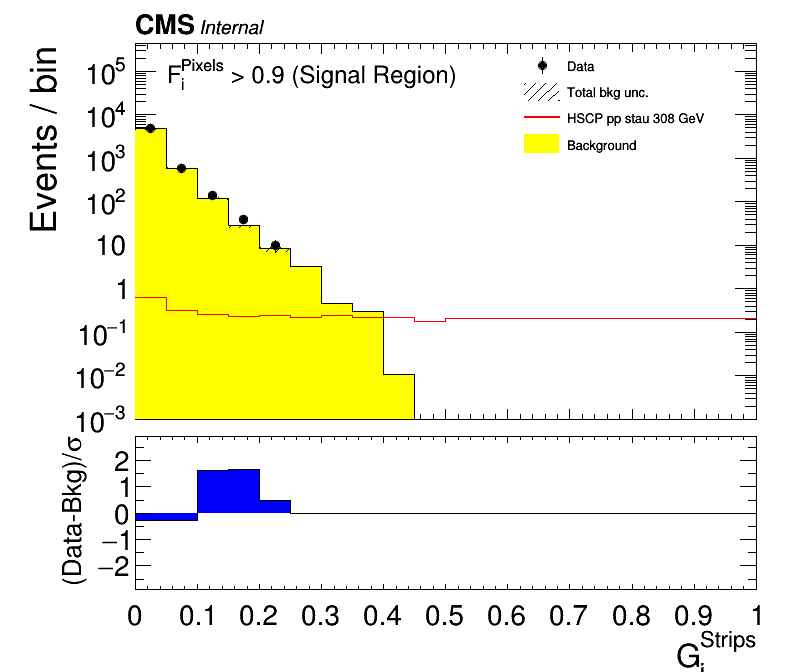 CMS Internal
F_i^Pixels > 0.9 (Signal Region)
Data
Total bkg unc.
HSCP pp stau 308 GeV
Background
Events / bin
10^5
10^4
10^3
10^2
10
1
10^−1
10^−2
10^−3
(Data-Bkg)/σ
2
1
0
−1
−2
0 0.1 0.2 0.3 0.4 0.5 0.6 0.7 0.8 0.9 1
G_i^Strips